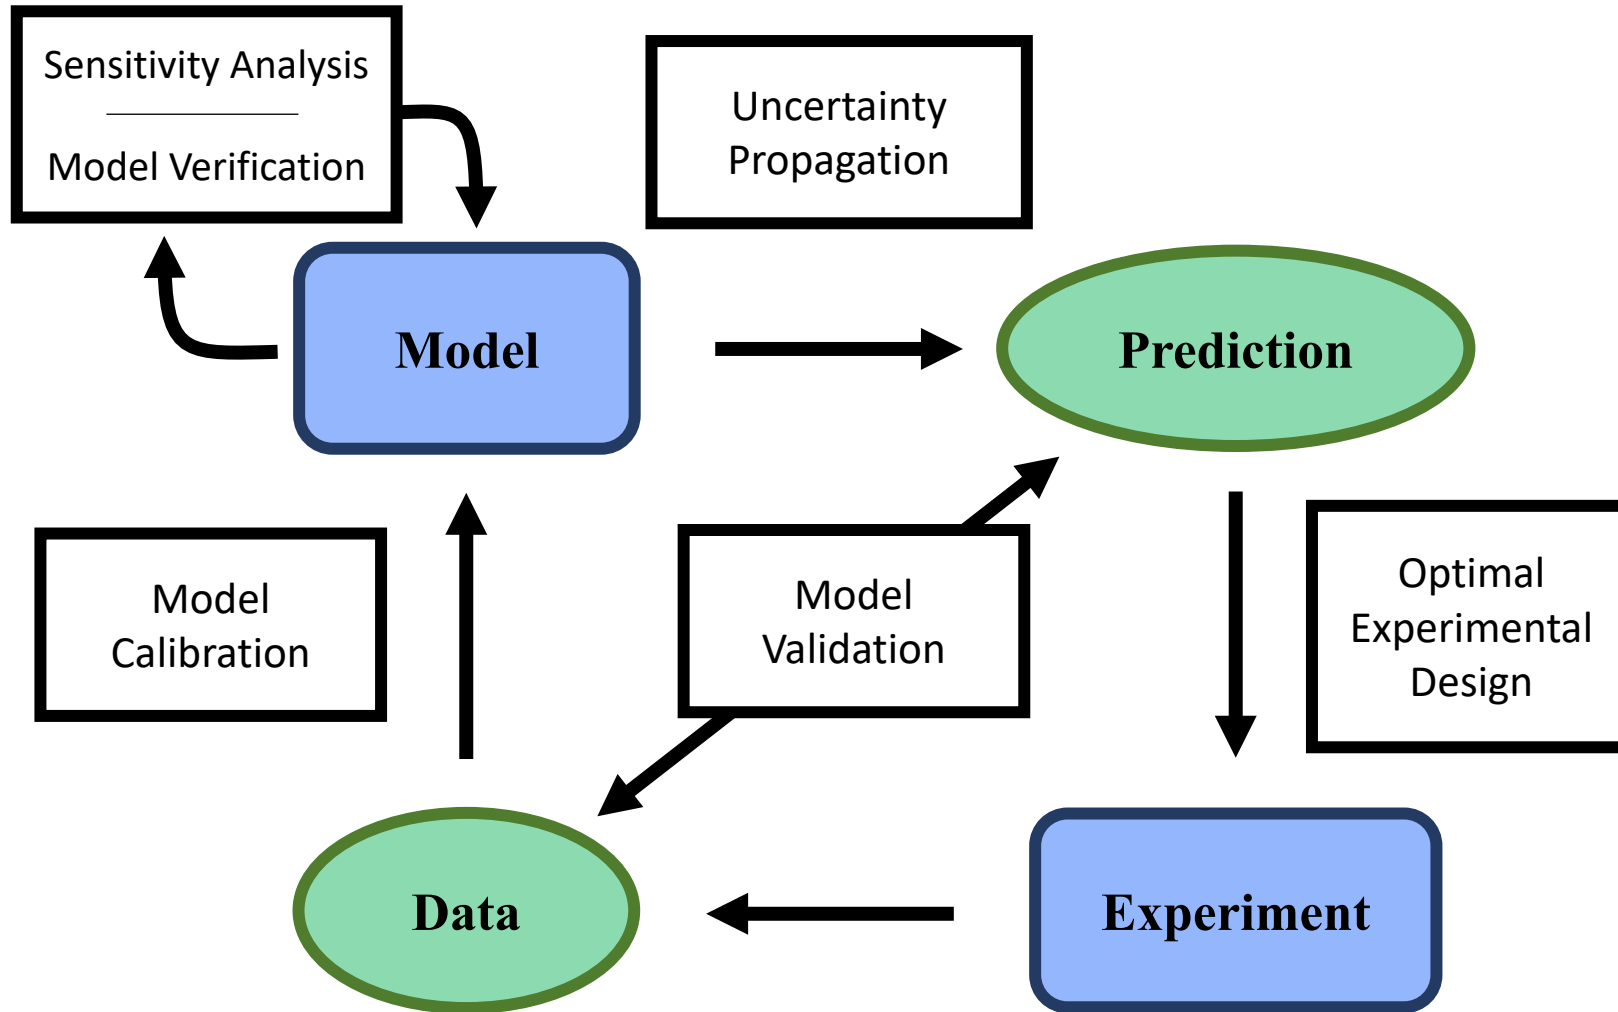 Sensitivity Analysis
Model Verification
Uncertainty
Propagation
Model
Prediction
Model
Calibration
Model
Validation
Optimal
Experimental
Design
Data
Experiment